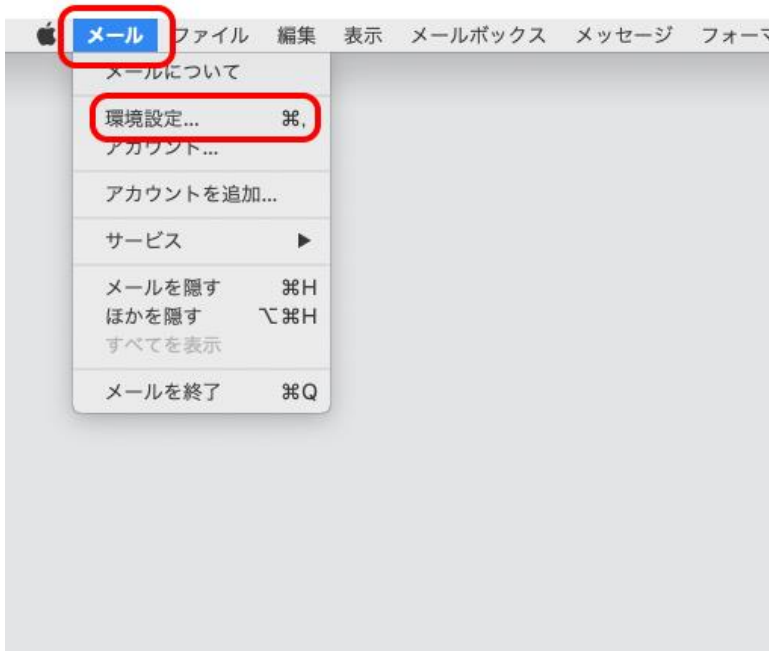 メール ファイル 編集 表示 メールボックス メッセージ フォーマ
メールについて
環境設定... ⌘,
アカウント...
アカウントを追加...
サービス ▶
メールを隠す ⌘H
ほかを隠す ⌥⌘H
すべてを表示
メールを終了 ⌘Q